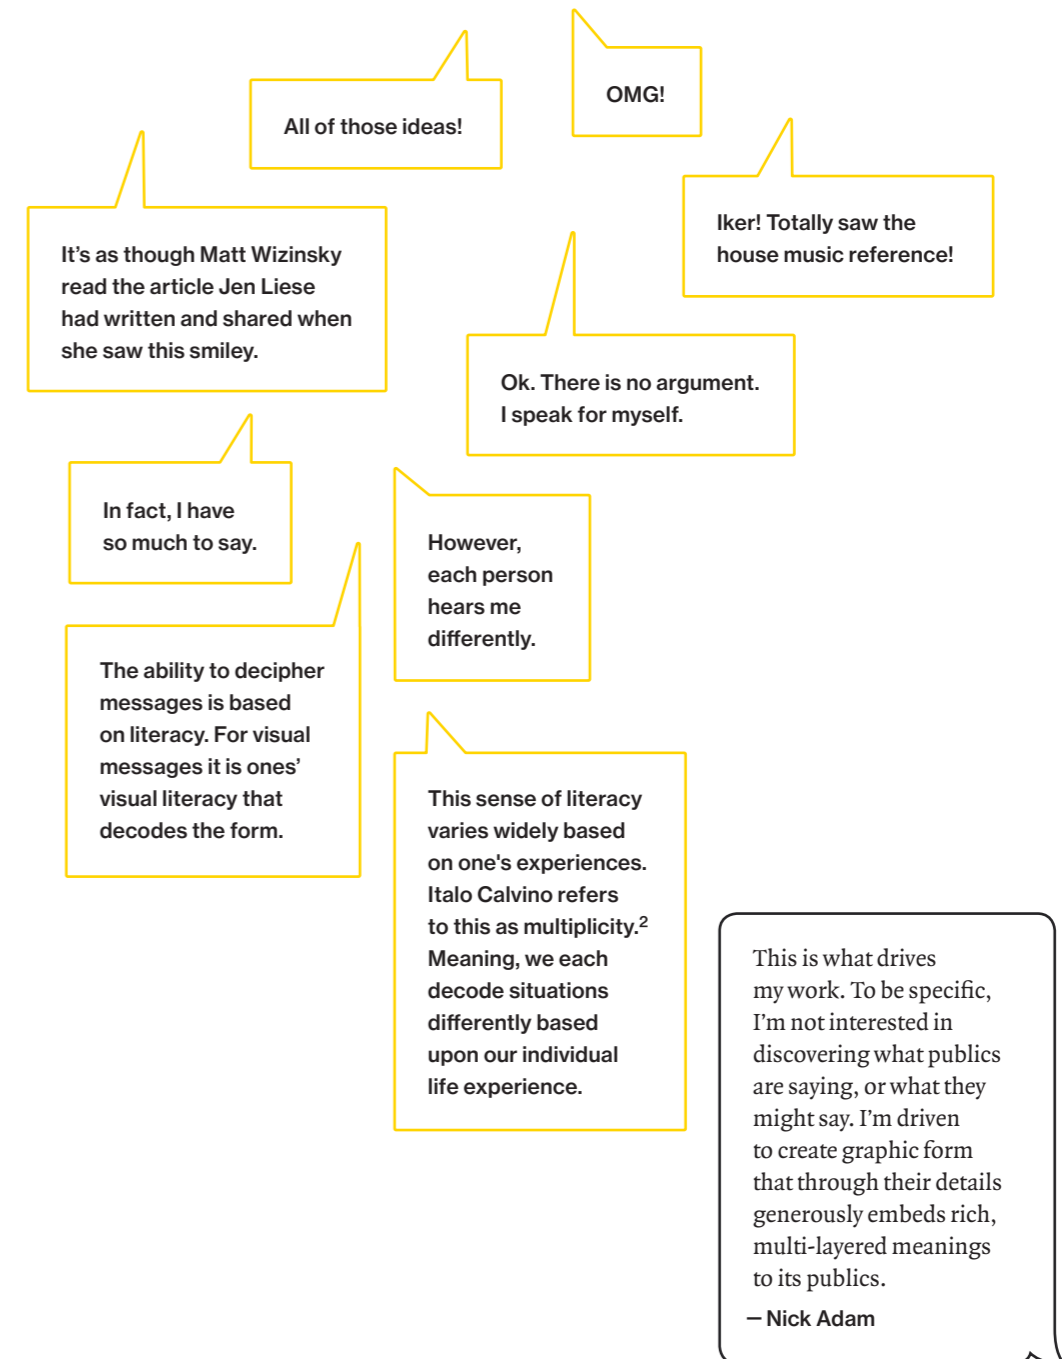 OMG!
All of those ideas!
Iker! Totally saw the
house music reference!
It’s as though Matt Wizinsky
read the article Jen Liese
had written and shared when
she saw this smiley.
Ok. There is no argument.
I speak for myself.
In fact, I have
so much to say.
However,
each person
hears me
differently.
The ability to decipher
messages is based
on literacy. For visual
messages it is ones’
visual literacy that
decodes the form.
This sense of literacy
varies widely based
on one's experiences.
Italo Calvino refers
to this as multiplicity.²
Meaning, we each
decode situations
differently based
upon our individual
life experience.
This is what drives
my work. To be specific,
I’m not interested in
discovering what publics
are saying, or what they
might say. I’m driven
to create graphic form
that through their details
generously embeds rich,
multi-layered meanings
to its publics.
— Nick Adam